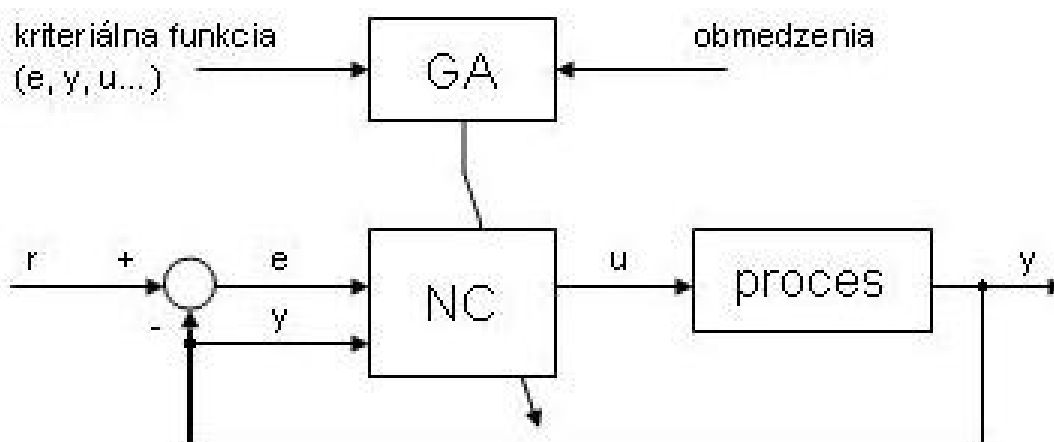 kriteriálna funkcia
(e, y, u...)
GA
obmedzenia
r
+
-
e
y
NC
u
proces
y